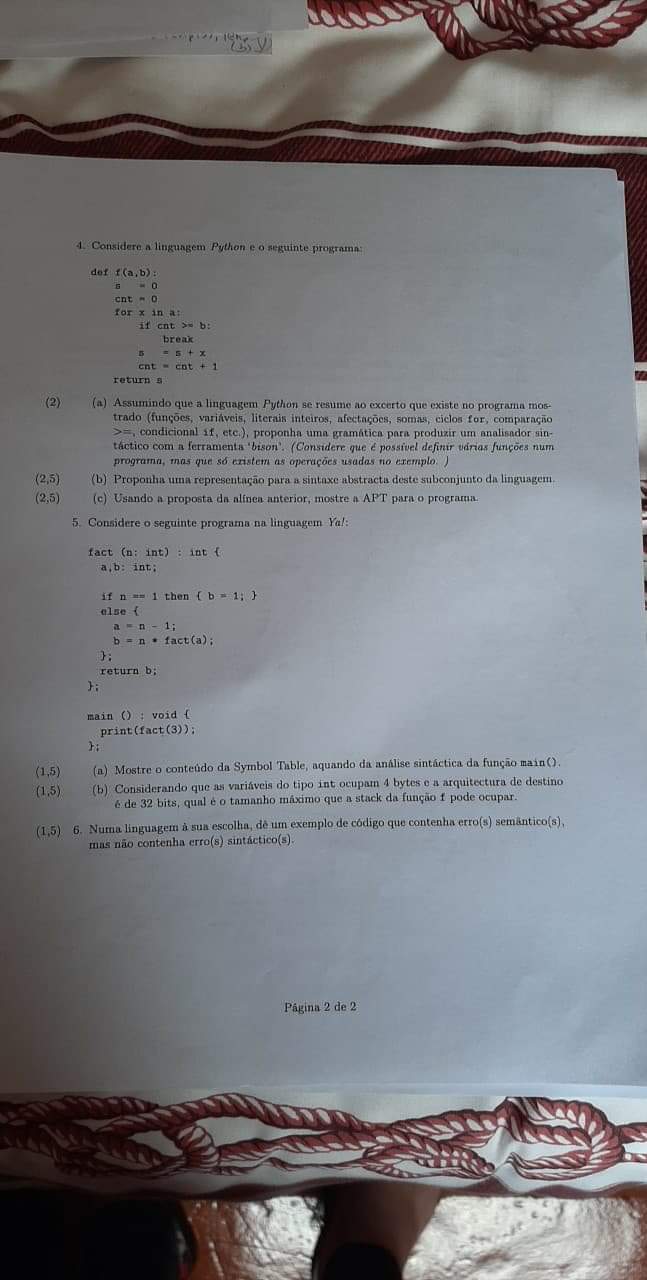 (b) y
4. Considere a linguagem Python e o seguinte programa:
def f(a,b):
s = 0
cnt = 0
for x in a:
if cnt >= b:
break
s = s + x
cnt = cnt + 1
return s
(2) (a) Assumindo que a linguagem Python se resume ao excerto que existe no programa mos-
trado (funções, variáveis, literais inteiros, afectações, somas, ciclos for, comparação
>=, condicional if, etc.), proponha uma gramática para produzir um analisador sin-
táctico com a ferramenta 'bison'. (Considere que é possível definir várias funções num
programa, mas que só existem as operações usadas no exemplo. )
(2,5) (b) Proponha uma representação para a sintaxe abstracta deste subconjunto da linguagem.
(2,5) (c) Usando a proposta da alínea anterior, mostre a APT para o programa.
5. Considere o seguinte programa na linguagem Ya!:
fact (n: int) : int {
a,b: int;
if n == 1 then { b = 1; }
else {
a = n - 1;
b = n * fact(a);
};
return b;
};
main () : void {
print(fact(3));
};
(1,5) (a) Mostre o conteúdo da Symbol Table, aquando da análise sintáctica da função main().
(1,5) (b) Considerando que as variáveis do tipo int ocupam 4 bytes e a arquitectura de destino
é de 32 bits, qual é o tamanho máximo que a stack da função f pode ocupar.
(1,5) 6. Numa linguagem à sua escolha, dê um exemplo de código que contenha erro(s) semântico(s),
mas não contenha erro(s) sintáctico(s).
Página 2 de 2